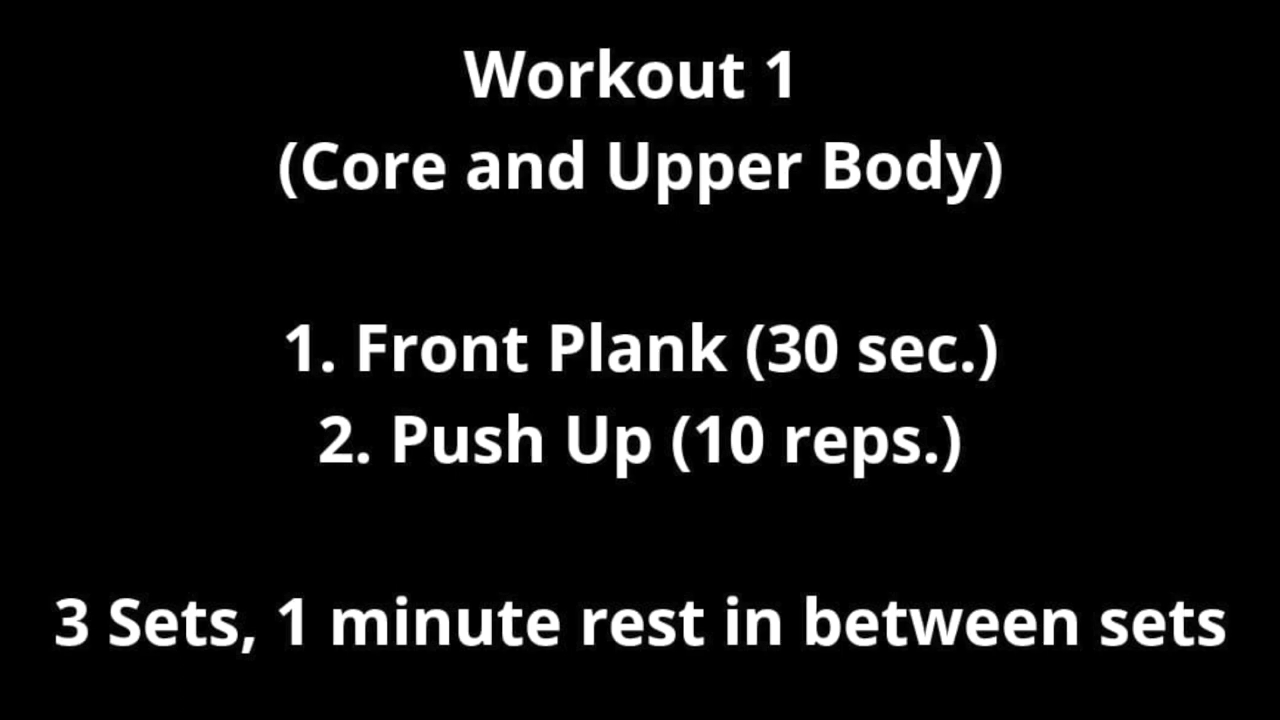 Workout 1
(Core and Upper Body)
1. Front Plank (30 sec.)
2. Push Up (10 reps.)
3 Sets, 1 minute rest in between sets